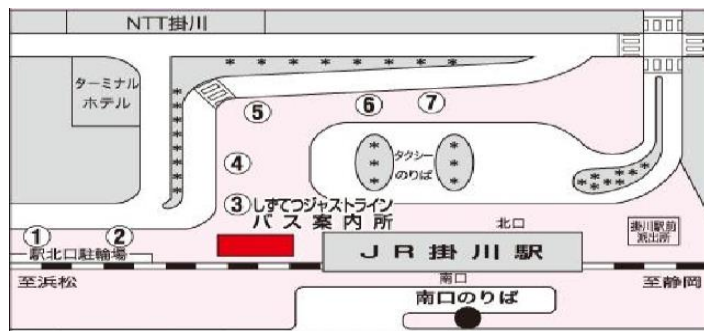 NTT掛川
ターミナル
ホテル
⑤
⑥
⑦
④
タクシー
のりば
③しずてつジャストライン
バス案内所
①
②
駅北口駐輪場
北口
JR掛川駅
掛川駅前
派出所
至浜松
南口
至静岡
南口のりば